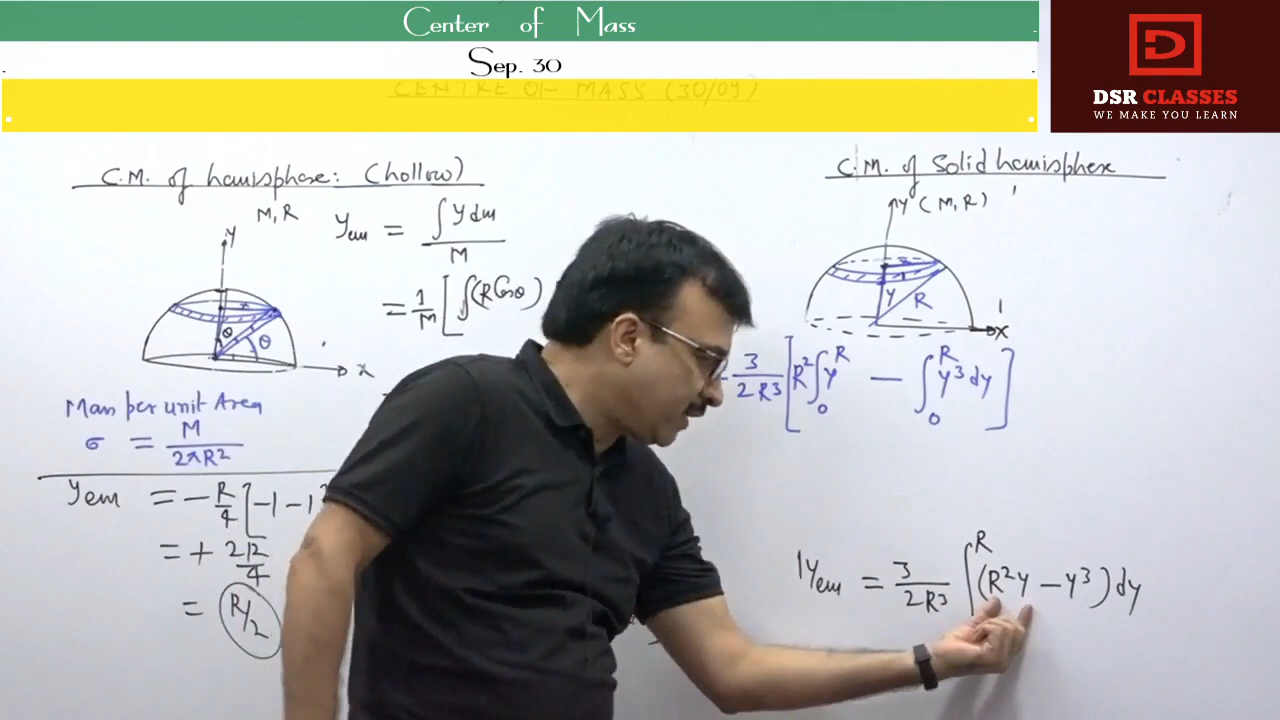 Center of Mass
Sep. 30
CENTRE OF MASS (30/09)
DSR CLASSES
WE MAKE YOU LEARN
C.M. of hemisphere: (hollow)
M, R
y
θ
θ
x
Ycm = ∫ y dm / M
= 1/M [∫(R Cosθ)
Mass per unit Area
σ = M / 2πR²
Ycm = - R/4 [-1 - 1
= + 2R/4
= R/2
C.M. of Solid hemisphere
Y (M, R)
x
y
R
X
3/2R³ [R² ∫₀ᴿ y — ∫₀ᴿ y³ dy]
Ycm = 3/2R³ ∫ᴿ (R²y - y³) dy